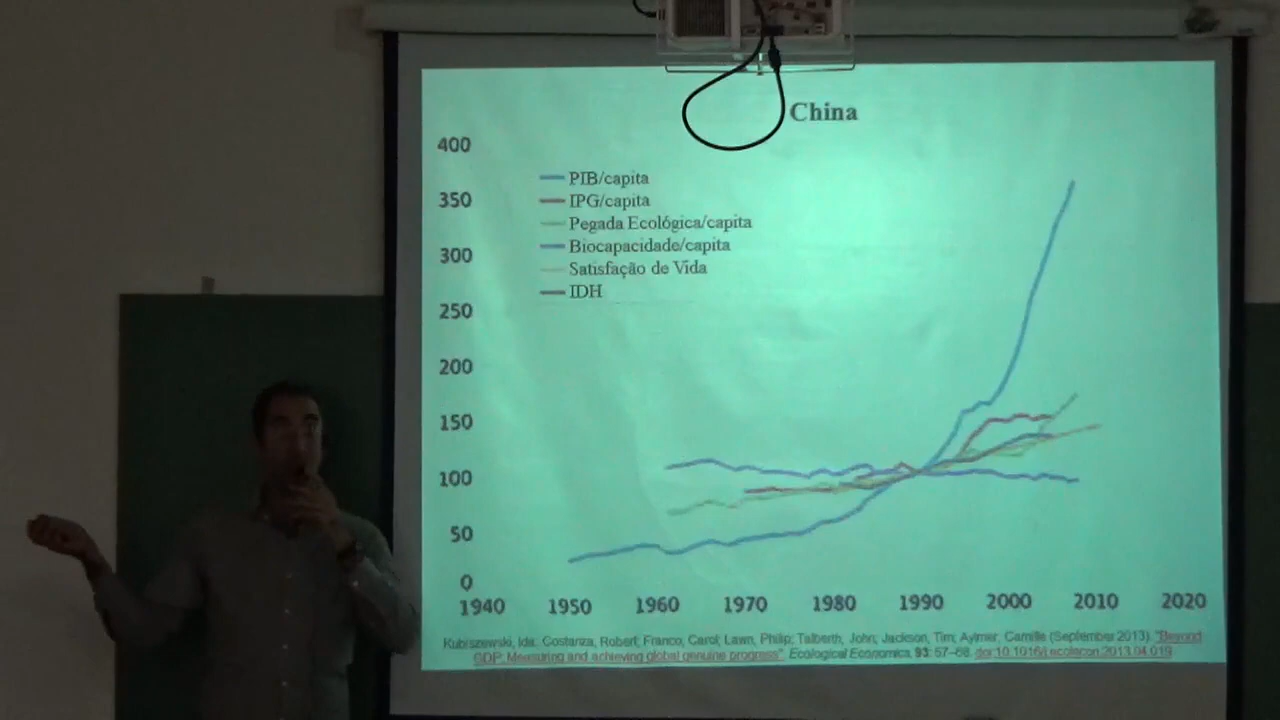 China
400
350
300
250
200
150
100
50
0
PIB/capita
IPG/capita
Pegada Ecológica/capita
Biocapacidade/capita
Satisfação de Vida
IDH
1940 1950 1960 1970 1980 1990 2000 2010 2020
Kubiszewski, Ida; Costanza, Robert; Franco, Carol; Lawn, Philip; Talberth, John; Jackson, Tim; Aylmer, Camille (September 2013). "Beyond
GDP: Measuring and achieving global genuine progress". Ecological Economics. 93: 57–68. doi:10.1016/j.ecolecon.2013.04.019